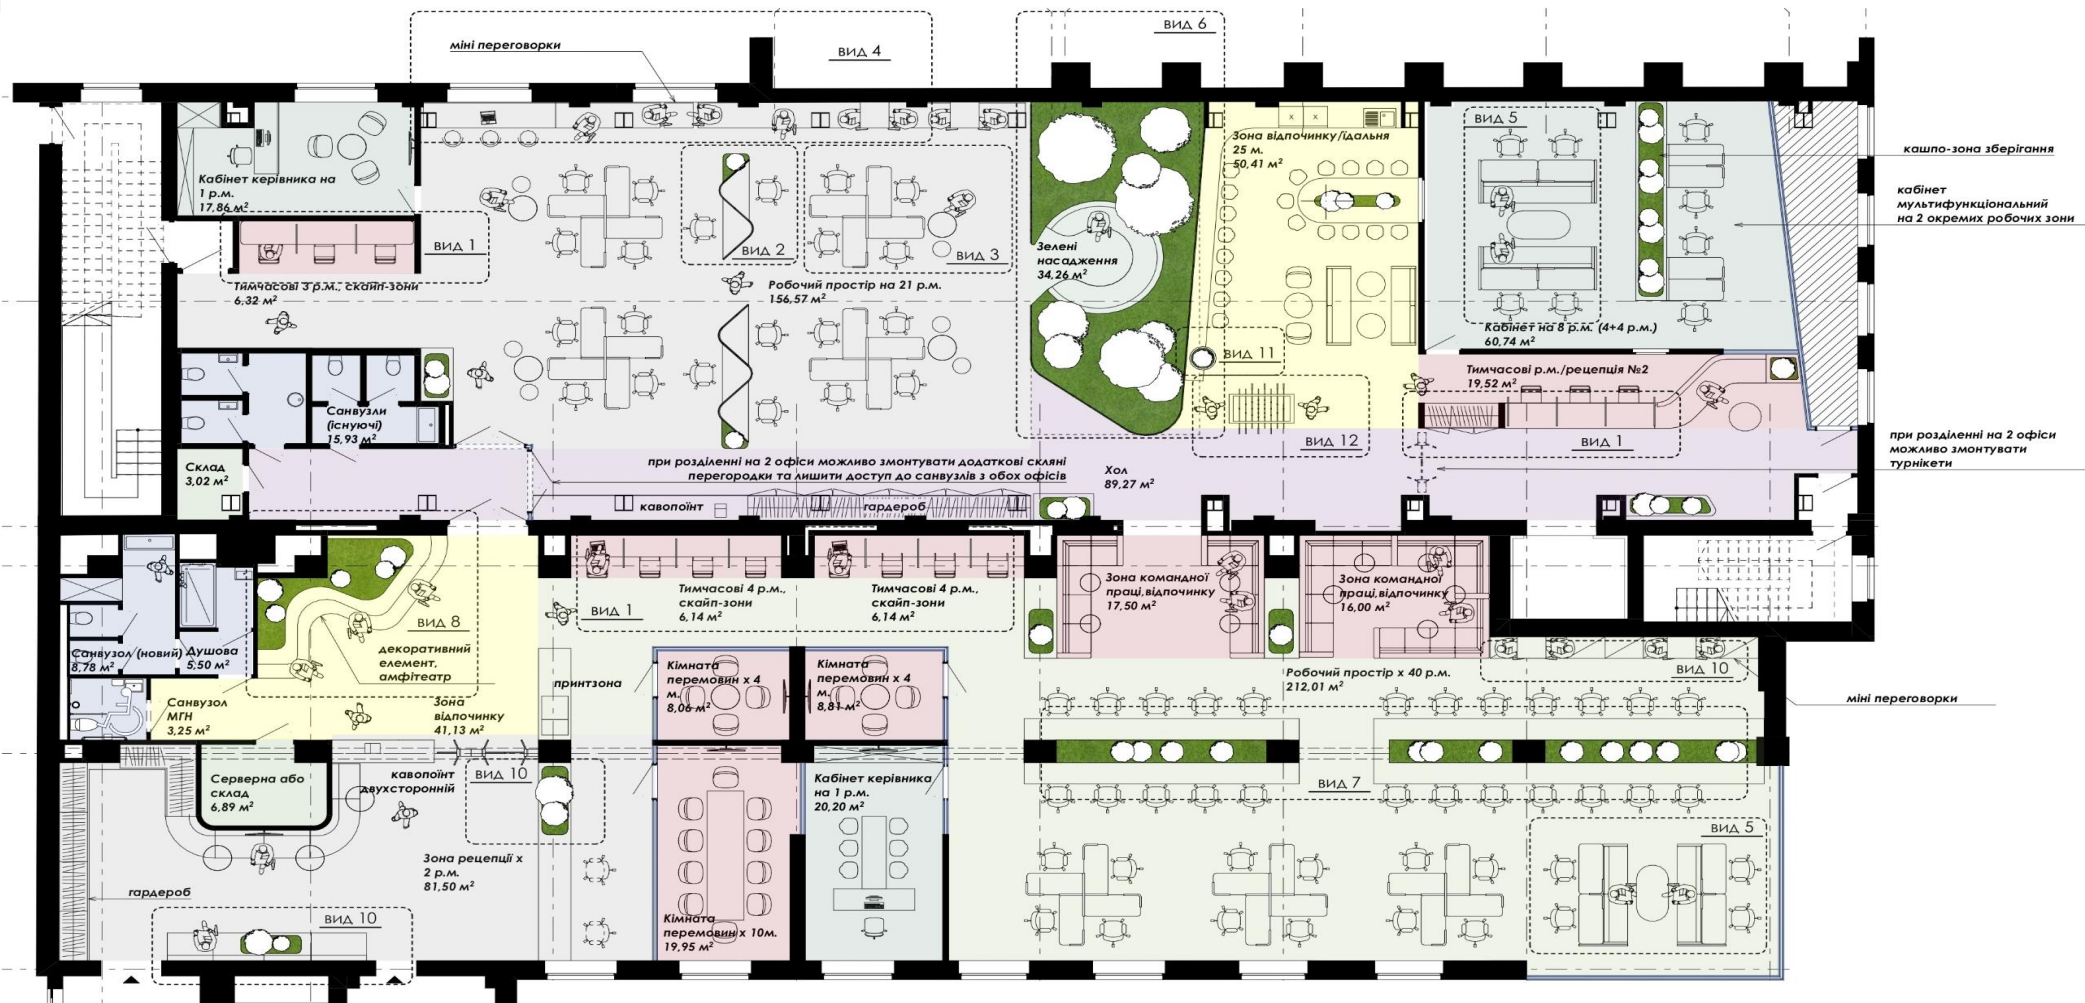 вид 6
міні переговорки
вид 4
вид 5
Зона відпочинку/їдальня
25 м.
50,41 м²
кашпо-зона зберігання
Кабінет керівника на
1 р.м.
17,86 м²
кабінет
мультифункціональний
на 2 окремих робочих зони
вид 1
вид 2
вид 3
Зелені
насадження
34,26 м²
Тимчасові 3 р.м., скайп-зони
6,32 м²
Робочий простір на 21 р.м.
156,57 м²
Кабінет на 8 р.м. (4+4 р.м.)
60,74 м²
вид 11
Тимчасові р.м./рецепція №2
19,52 м²
Санвузли
(існуючі)
15,93 м²
вид 12
вид 1
при розділенні на 2 офіси
можливо змонтувати
турнікети
Склад
3,02 м²
при розділенні на 2 офіси можливо змонтувати додаткові скляні
перегородки та лишити доступ до санвузлів з обох офісів
Хол
89,27 м²
кавопоїнт
гардероб
Зона командної
праці,відпочинку
17,50 м²
Зона командної
праці,відпочинку
16,00 м²
Тимчасові 4 р.м.,
скайп-зони
6,14 м²
Тимчасові 4 р.м.,
скайп-зони
6,14 м²
вид 1
вид 8
Санвузол (новий)
8,78 м²
Душова
5,50 м²
декоративний
елемент,
амфітеатр
принтзона
Кімната
перемовин х 4
м.
8,06 м²
Кімната
перемовин х 4
м.
8,81 м²
Робочий простір х 40 р.м.
212,01 м²
вид 10
міні переговорки
Санвузол
МГН
3,25 м²
Зона
відпочинку
41,13 м²
Серверна або
склад
6,89 м²
кавопоїнт
двухсторонній
вид 10
Кабінет керівника
на 1 р.м.
20,20 м²
вид 7
вид 5
Зона рецепції х
2 р.м.
81,50 м²
гардероб
вид 10
Кімната
перемовин х 10м.
19,95 м²